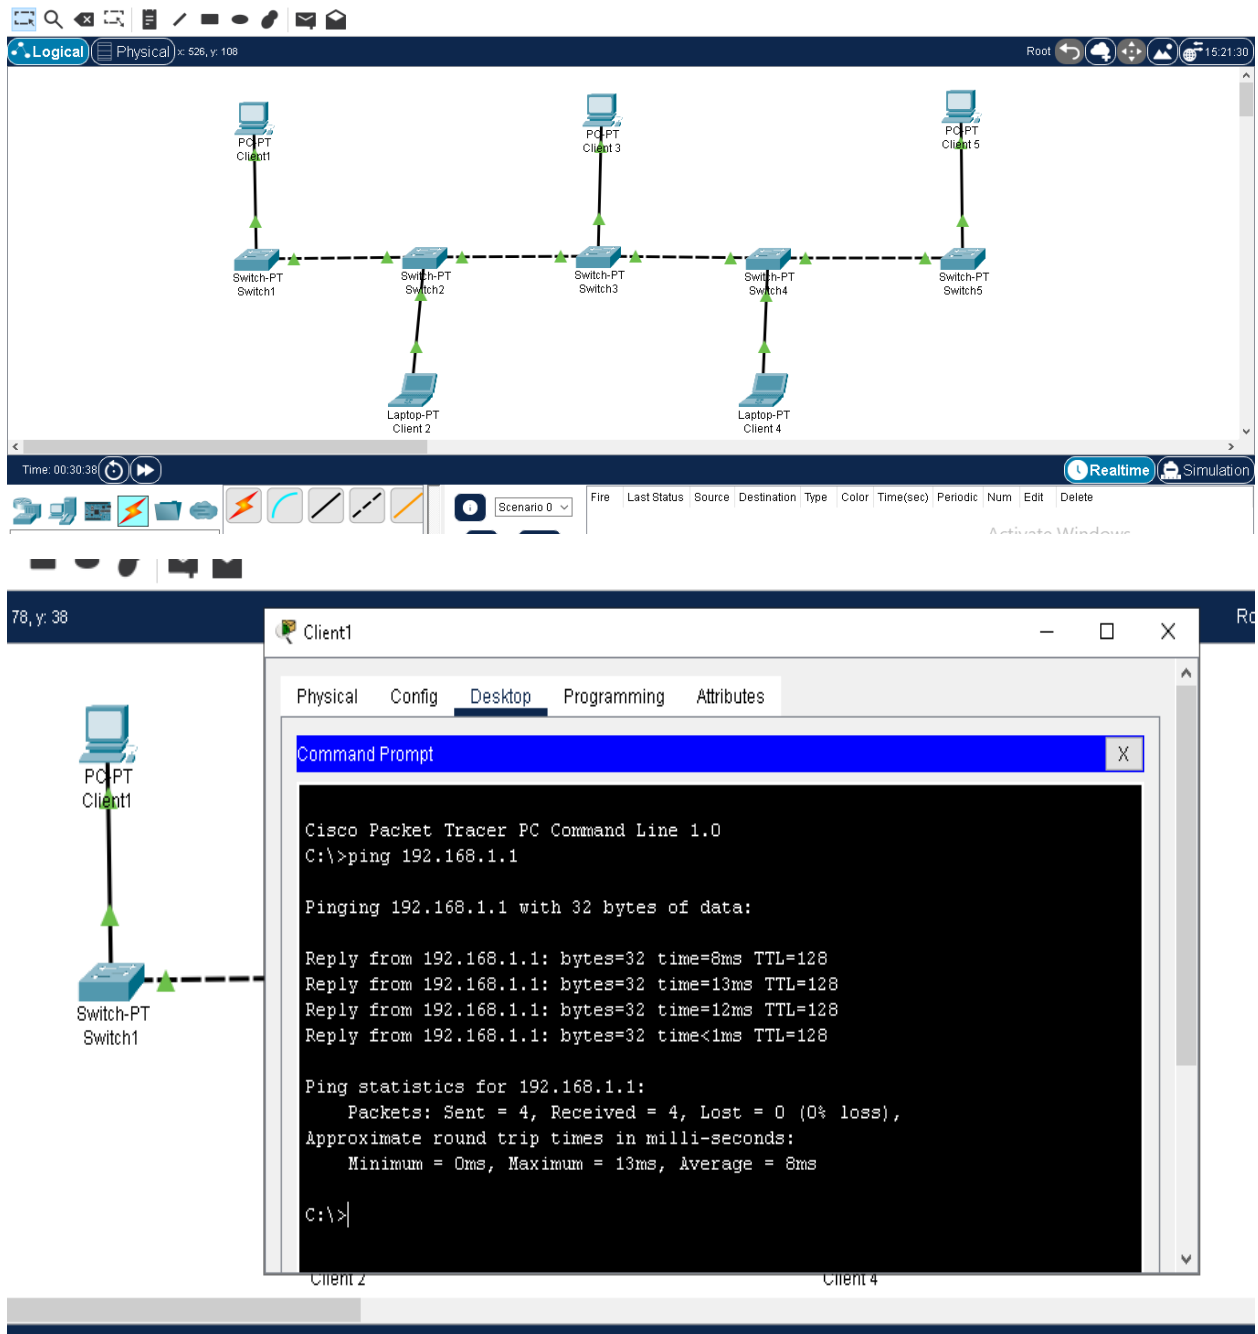 Logical Physical x: 526, y: 108 Root 15:21:30
PC-PT
Client1
PC-PT
Client 3
PC-PT
Client 5
Switch-PT
Switch1
Switch-PT
Switch2
Switch-PT
Switch3
Switch-PT
Switch4
Switch-PT
Switch5
Laptop-PT
Client 2
Laptop-PT
Client 4
Time: 00:30:38 Realtime Simulation
Scenario 0
Fire Last Status Source Destination Type Color Time(sec) Periodic Num Edit Delete
Activate Windows
78, y: 38
Client1
Physical Config Desktop Programming Attributes
Command Prompt X
Cisco Packet Tracer PC Command Line 1.0
C:\>ping 192.168.1.1
Pinging 192.168.1.1 with 32 bytes of data:
Reply from 192.168.1.1: bytes=32 time=8ms TTL=128
Reply from 192.168.1.1: bytes=32 time=13ms TTL=128
Reply from 192.168.1.1: bytes=32 time=12ms TTL=128
Reply from 192.168.1.1: bytes=32 time<1ms TTL=128
Ping statistics for 192.168.1.1:
Packets: Sent = 4, Received = 4, Lost = 0 (0% loss),
Approximate round trip times in milli-seconds:
Minimum = 0ms, Maximum = 13ms, Average = 8ms
C:\>
PC-PT
Client1
Switch-PT
Switch1
Client 2
Client 4